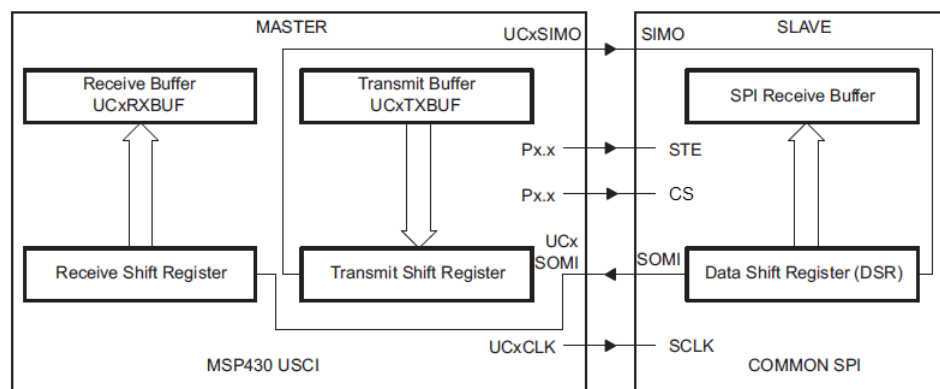 MASTER
UCxSIMO
SIMO
SLAVE
Receive Buffer
UCxRXBUF
Transmit Buffer
UCxTXBUF
SPI Receive Buffer
Px.x
STE
Px.x
CS
UCx
SOMI
SOMI
Receive Shift Register
Transmit Shift Register
Data Shift Register (DSR)
UCxCLK
SCLK
MSP430 USCI
COMMON SPI